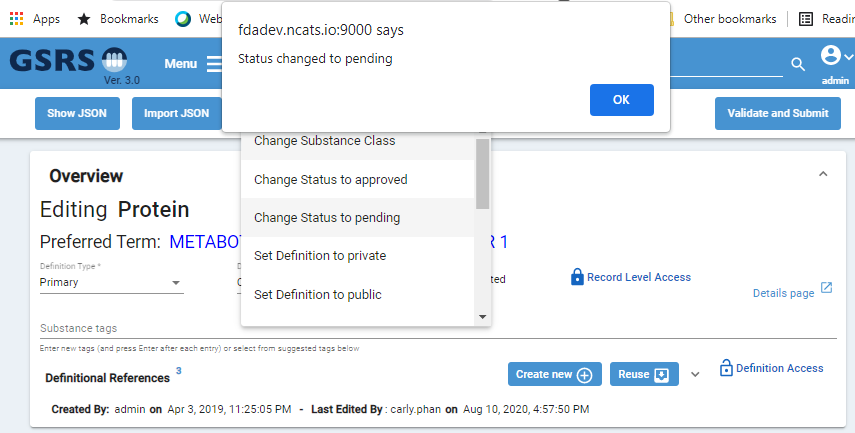 Apps
Bookmarks
Web
Other bookmarks
Readin
fdadev.ncats.io:9000 says
Status changed to pending
OK
GSRS
Ver. 3.0
Menu
admin
Show JSON
Import JSON
Validate and Submit
Change Substance Class
Change Status to approved
Change Status to pending
Set Definition to private
Set Definition to public
Overview
Editing Protein
Preferred Term: METABOT
R 1
Definition Type *
Primary
D
ted
Record Level Access
Details page
Substance tags
Enter new tags (and press Enter after each entry) or select from suggested tags below
Definitional References 3
Create new
Reuse
Definition Access
Created By: admin on Apr 3, 2019, 11:25:05 PM - Last Edited By : carly.phan on Aug 10, 2020, 4:57:50 PM